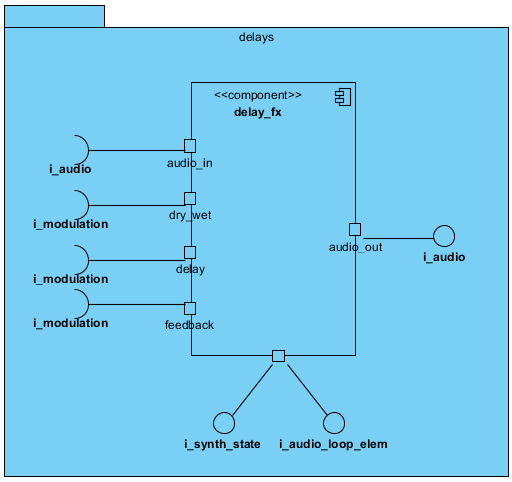 delays
<<component>>
delay_fx
audio_in
i_audio
dry_wet
i_modulation
audio_out
i_audio
delay
i_modulation
feedback
i_modulation
i_synth_state
i_audio_loop_elem